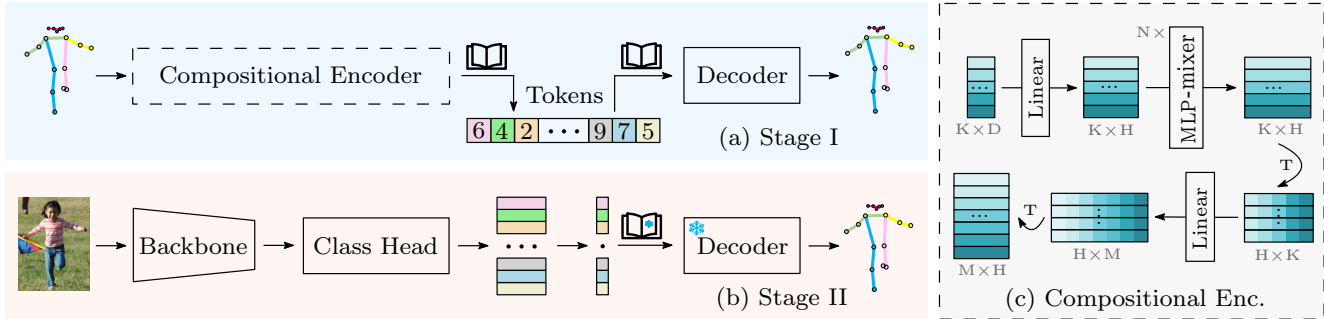 Compositional Encoder
Tokens
6 4 2 ··· 9 7 5
Decoder
(a) Stage I
Backbone
Class Head
···
·
Decoder
(b) Stage II
K×D
Linear
K×H
N×
MLP-mixer
K×H
T
H×K
Linear
H×M
T
M×H
(c) Compositional Enc.